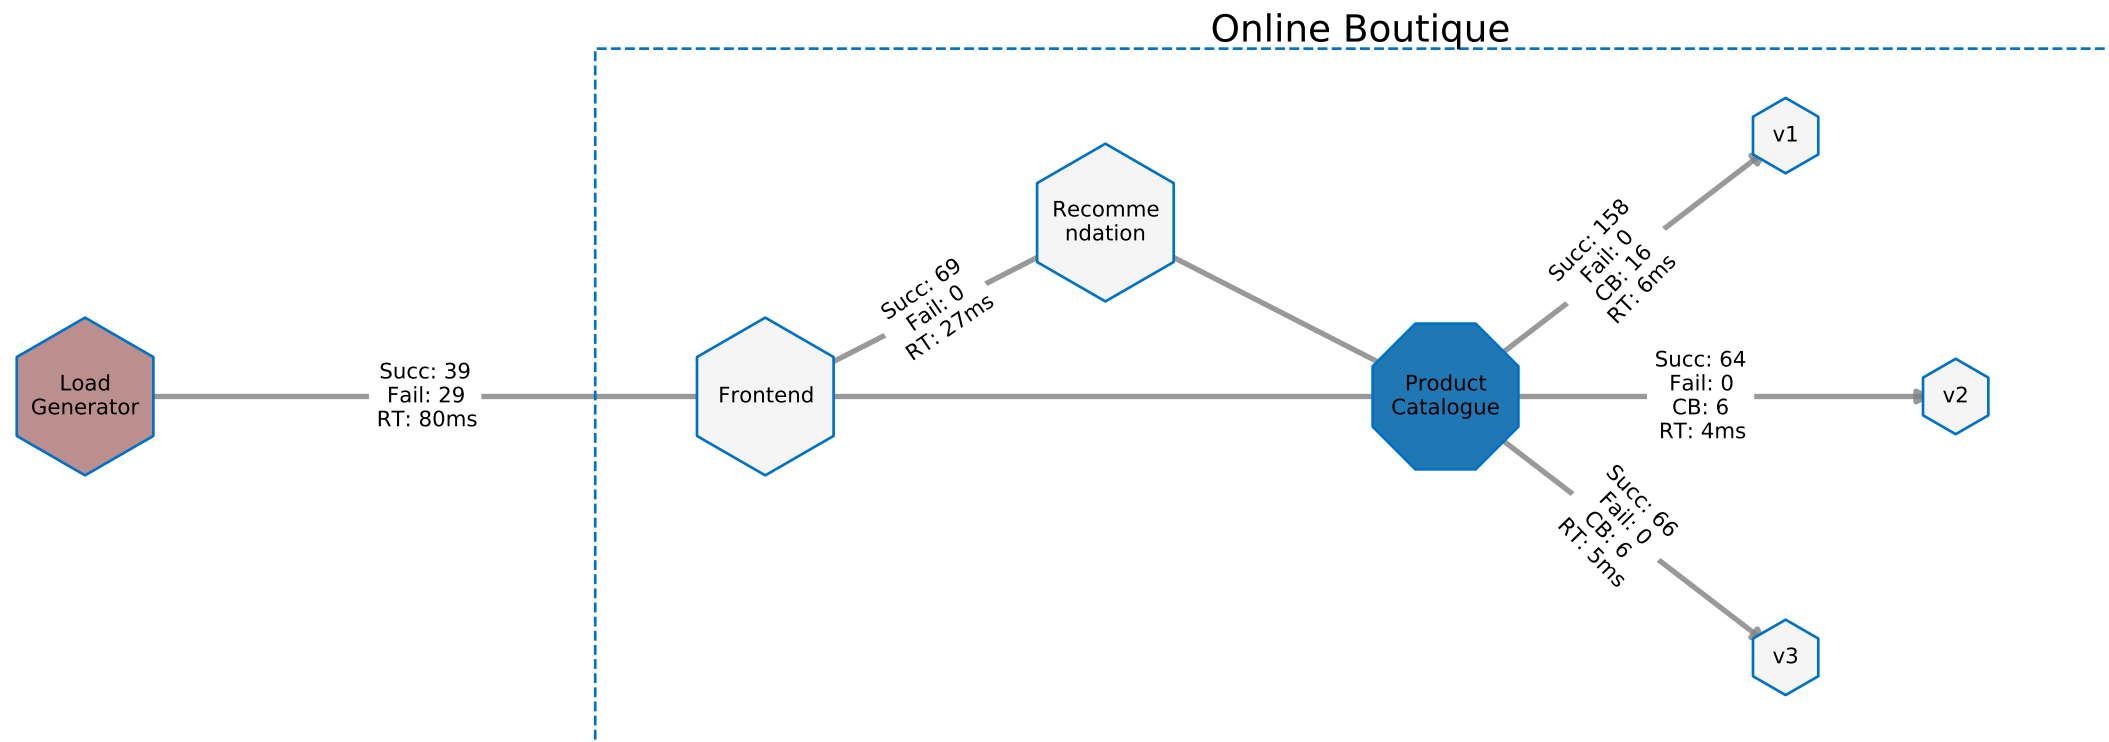 Online Boutique
Load
Generator
Succ: 39
Fail: 29
RT: 80ms
Frontend
Succ: 69
Fail: 0
RT: 27ms
Recomme
ndation
Product
Catalogue
Succ: 158
Fail: 0
CB: 16
RT: 6ms
v1
Succ: 64
Fail: 0
CB: 6
RT: 4ms
v2
Succ: 66
Fail: 0
CB: 6
RT: 5ms
v3